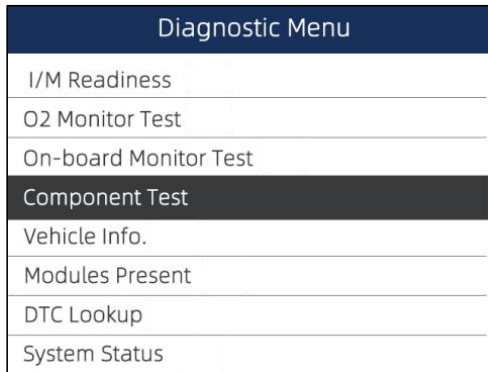 Diagnostic Menu
I/M Readiness
O2 Monitor Test
On-board Monitor Test
Component Test
Vehicle Info.
Modules Present
DTC Lookup
System Status